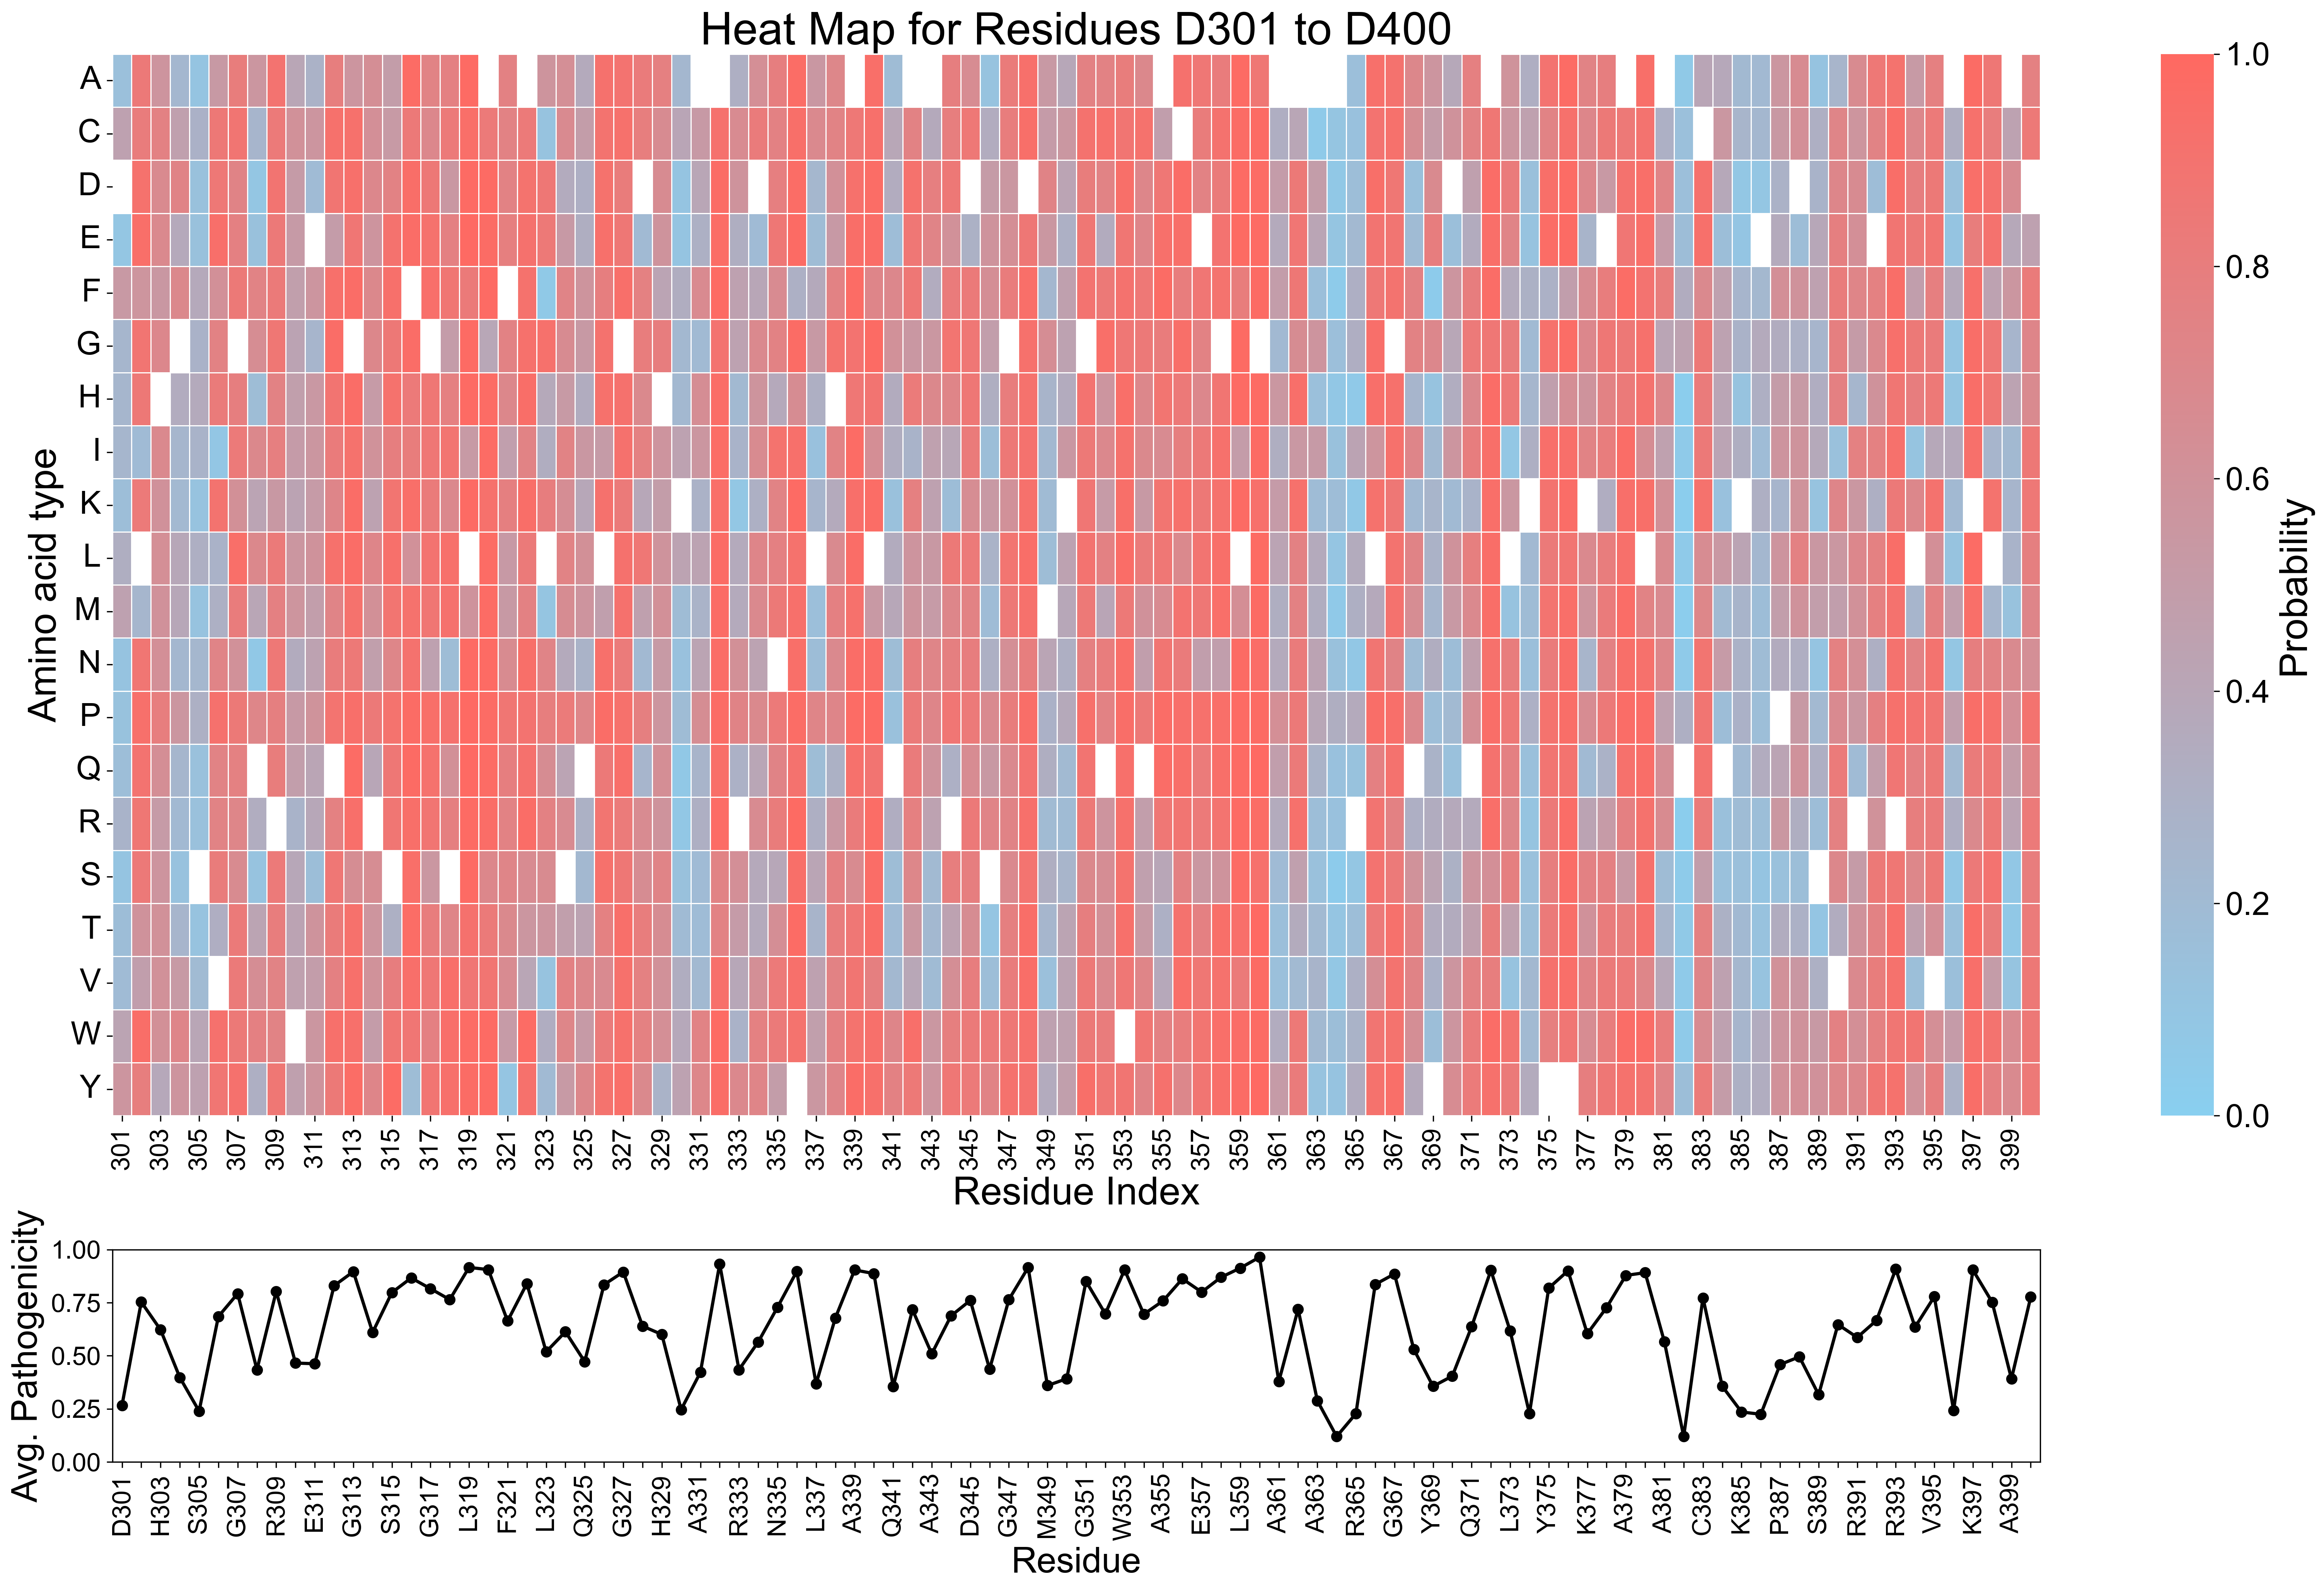 Heat Map for Residues D301 to D400
Amino acid type
A
C
D
E
F
G
H
I
K
L
M
N
P
Q
R
S
T
V
W
Y
301 303 305 307 309 311 313 315 317 319 321 323 325 327 329 331 333 335 337 339 341 343 345 347 349 351 353 355 357 359 361 363 365 367 369 371 373 375 377 379 381 383 385 387 389 391 393 395 397 399
Residue Index
1.0
0.8
0.6
0.4
0.2
0.0
Probability
Avg. Pathogenicity
1.00
0.75
0.50
0.25
0.00
D301 H303 S305 G307 R309 E311 G313 S315 G317 L319 F321 L323 Q325 G327 H329 A331 R333 N335 L337 A339 Q341 A343 D345 G347 M349 G351 W353 A355 E357 L359 A361 A363 R365 G367 Y369 Q371 L373 Y375 K377 A379 A381 C383 K385 P387 S389 R391 R393 V395 K397 A399
Residue